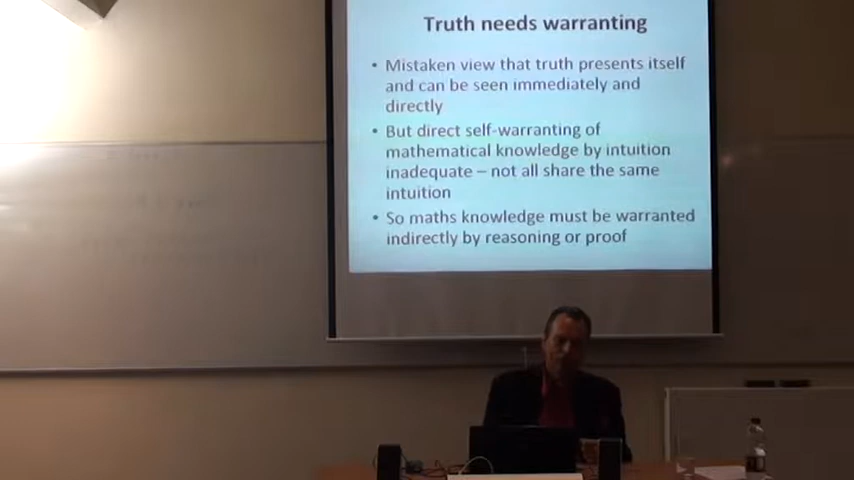 Truth needs warranting
• Mistaken view that truth presents itself
and can be seen immediately and
directly
• But direct self-warranting of
mathematical knowledge by intuition
inadequate – not all share the same
intuition
• So maths knowledge must be warranted
indirectly by reasoning or proof